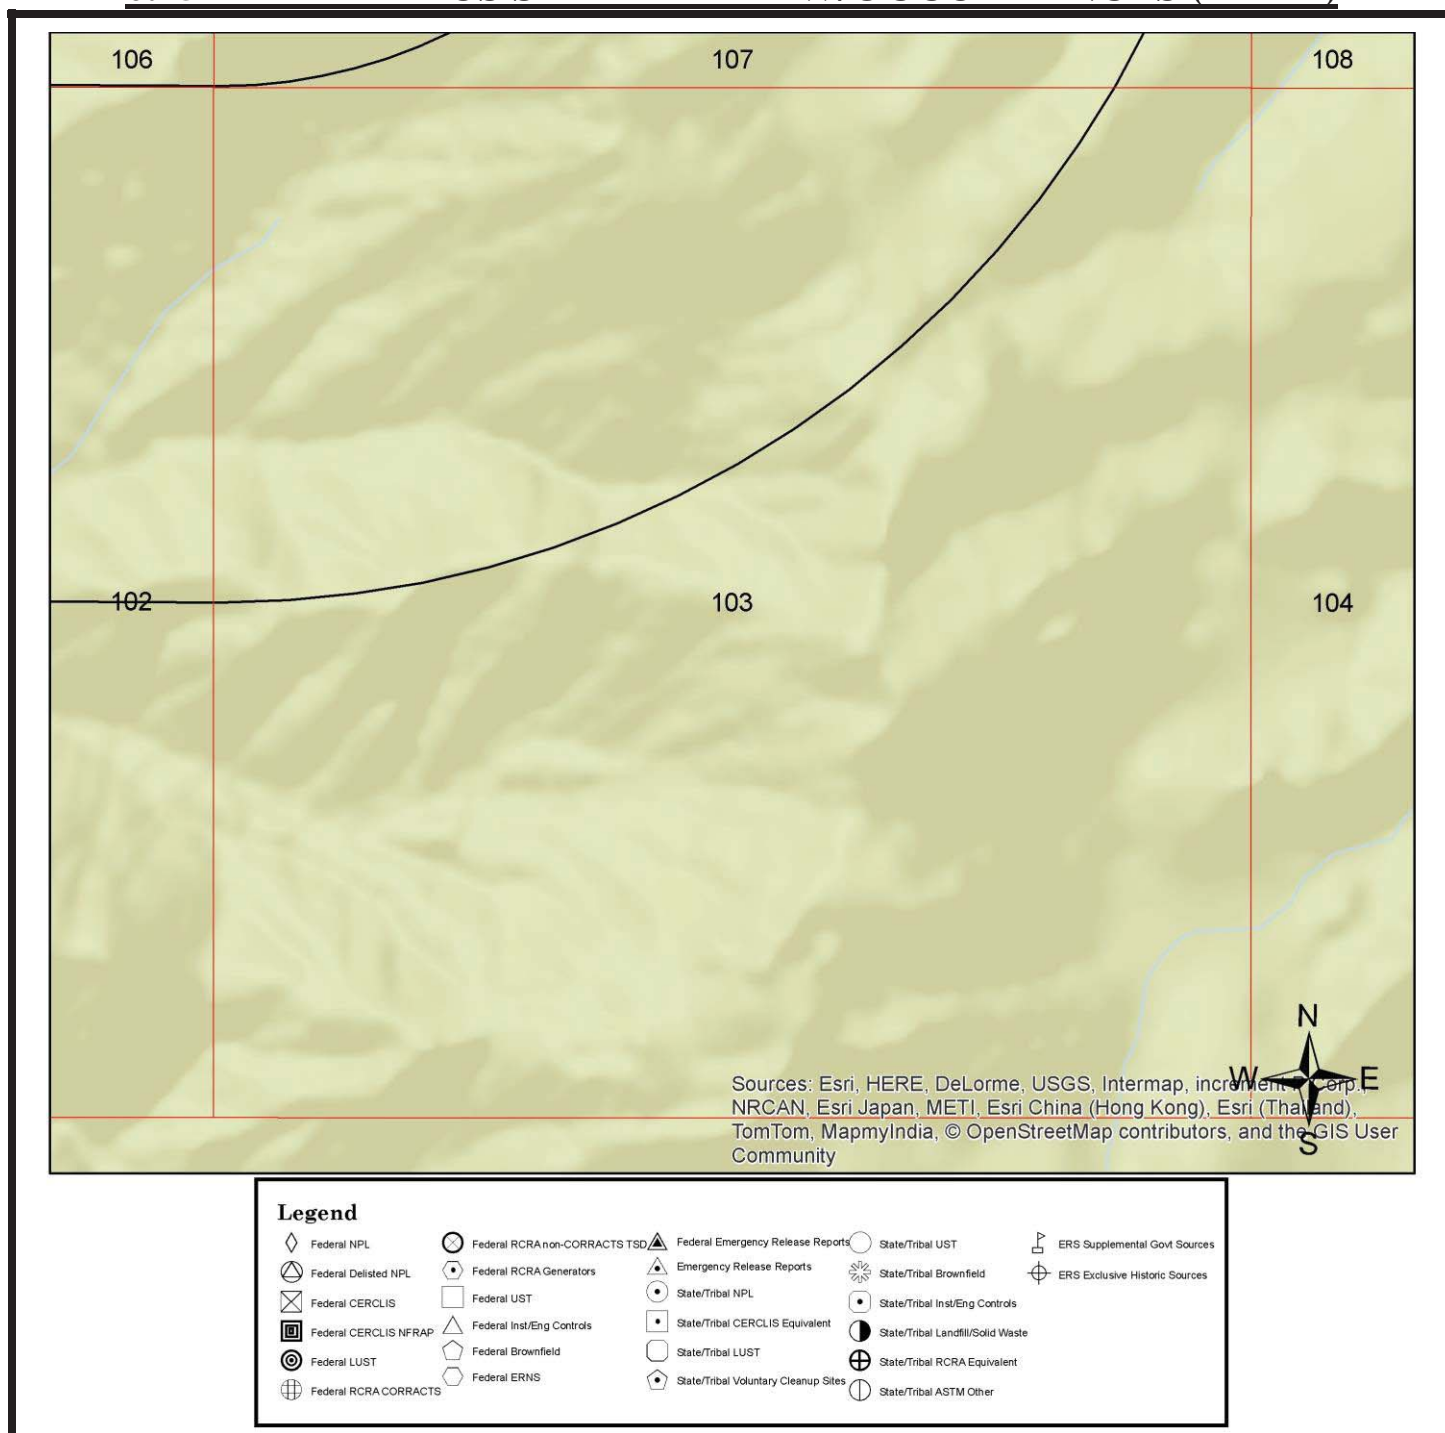 106 107 108
102 103 104
N
W E
S
Sources: Esri, HERE, DeLorme, USGS, Intermap, increment P Corp.,
NRCAN, Esri Japan, METI, Esri China (Hong Kong), Esri (Thailand),
TomTom, MapmyIndia, © OpenStreetMap contributors, and the GIS User
Community
Legend
Federal NPL
Federal Delisted NPL
Federal CERCLIS
Federal CERCLIS NFRAP
Federal LUST
Federal RCRA CORRACTS
Federal RCRA non-CORRACTS TSD
Federal RCRA Generators
Federal UST
Federal Inst/Eng Controls
Federal Brownfield
Federal ERNS
Federal Emergency Release Reports
Emergency Release Reports
State/Tribal NPL
State/Tribal CERCLIS Equivalent
State/Tribal LUST
State/Tribal Voluntary Cleanup Sites
State/Tribal UST
State/Tribal Brownfield
State/Tribal Inst/Eng Controls
State/Tribal Landfill/Solid Waste
State/Tribal RCRA Equivalent
State/Tribal ASTM Other
ERS Supplemental Govt Sources
ERS Exclusive Historic Sources